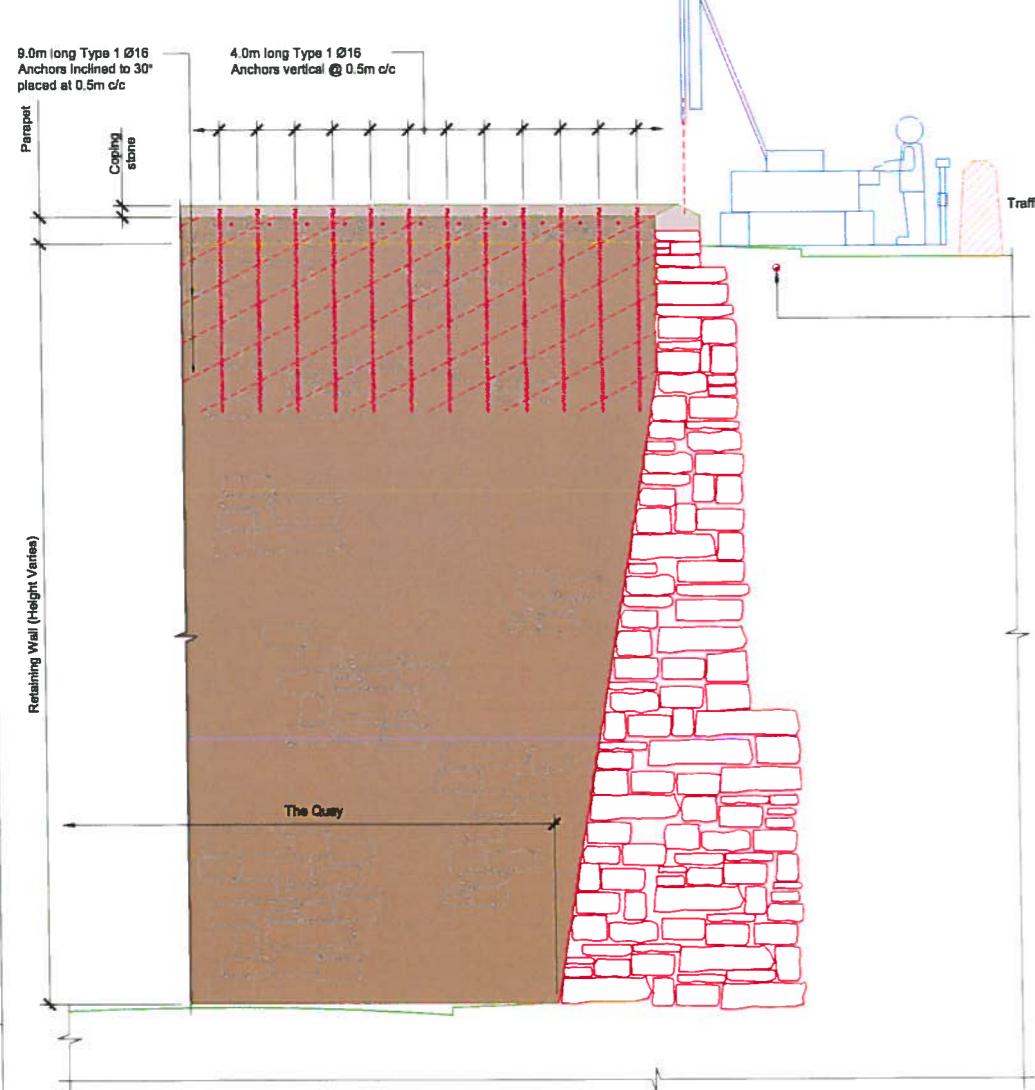 9.0m long Type 1 Ø16
Anchors inclined to 30°
placed at 0.5m c/c
4.0m long Type 1 Ø16
Anchors vertical @ 0.5m c/c
Parapet
Coping
stone
Traff
Retaining Wall (Height Varies)
The Quay